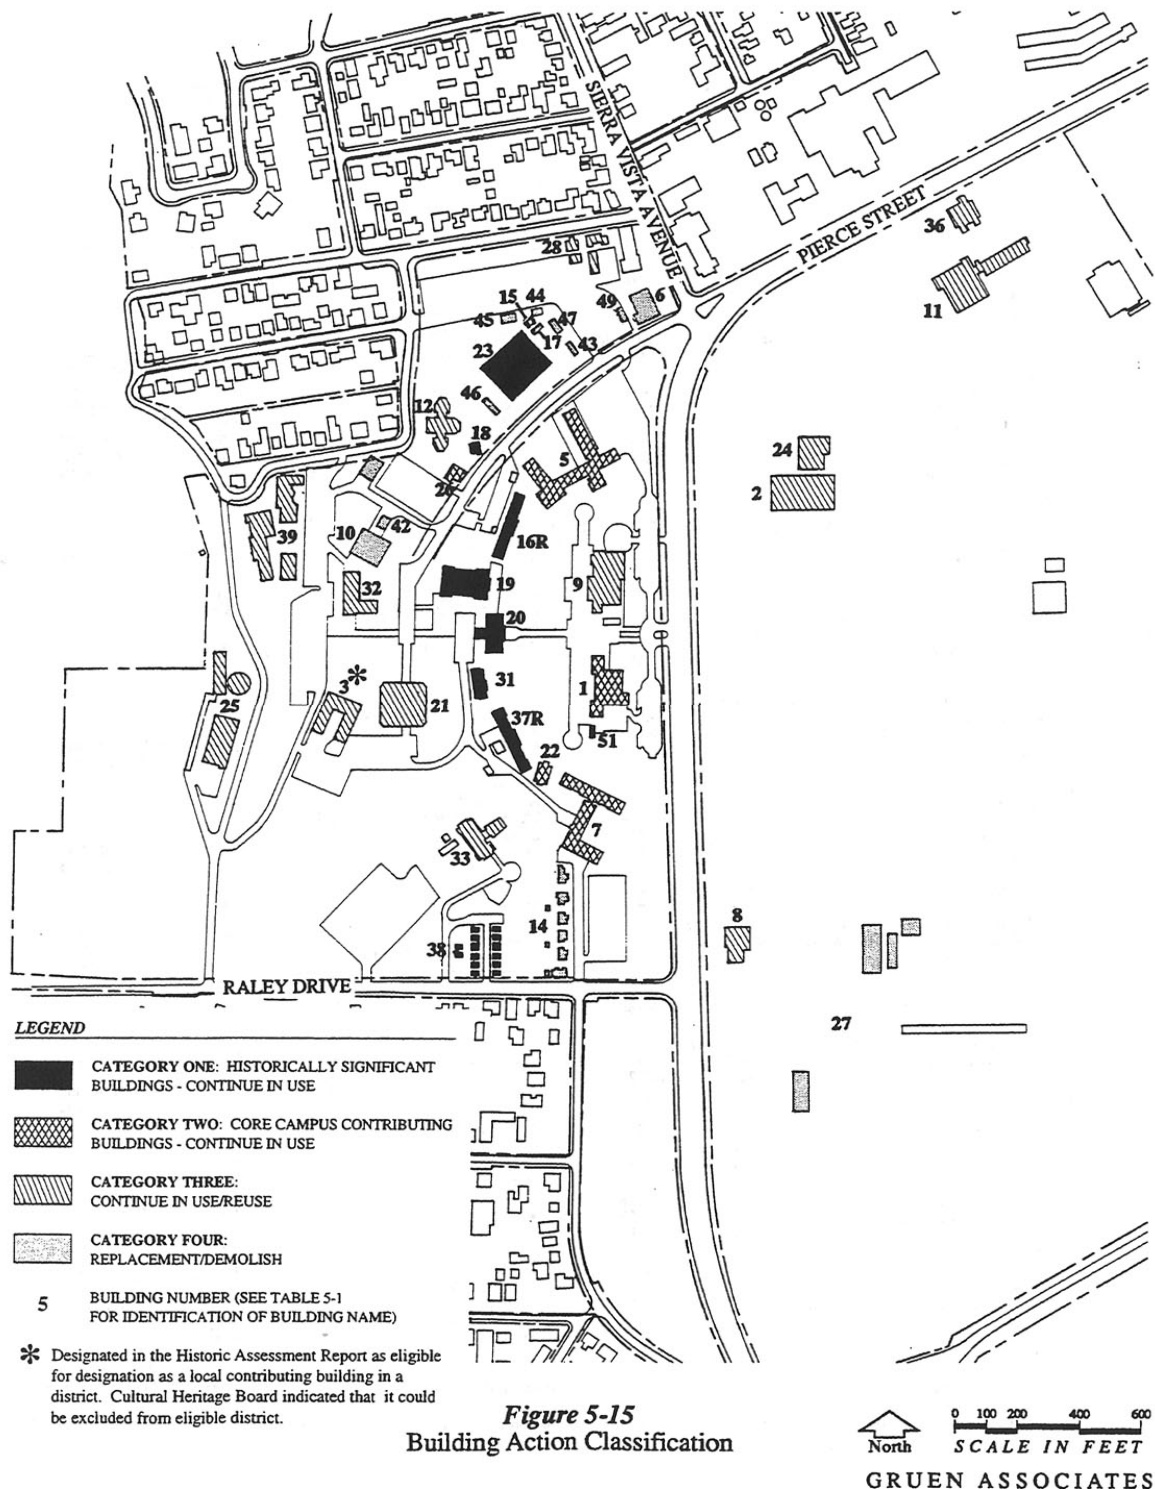 SIERRA VISTA AVENUE
PIERCE STREET
36
11
28
49
6
15
44
45
47
17
43
23
46
12
18
26
5
24
2
10
42
16R
39
32
19
9
20
3
*
21
31
1
25
37R
51
22
7
33
14
38
8
27
RALEY DRIVE
LEGEND
CATEGORY ONE: HISTORICALLY SIGNIFICANT
BUILDINGS - CONTINUE IN USE
CATEGORY TWO: CORE CAMPUS CONTRIBUTING
BUILDINGS - CONTINUE IN USE
CATEGORY THREE:
CONTINUE IN USE/REUSE
CATEGORY FOUR:
REPLACEMENT/DEMOLISH
5 BUILDING NUMBER (SEE TABLE 5-1
FOR IDENTIFICATION OF BUILDING NAME)
* Designated in the Historic Assessment Report as eligible
for designation as a local contributing building in a
district. Cultural Heritage Board indicated that it could
be excluded from eligible district.
Figure 5-15
Building Action Classification
North
0 100 200 400 600
SCALE IN FEET
GRUEN ASSOCIATES